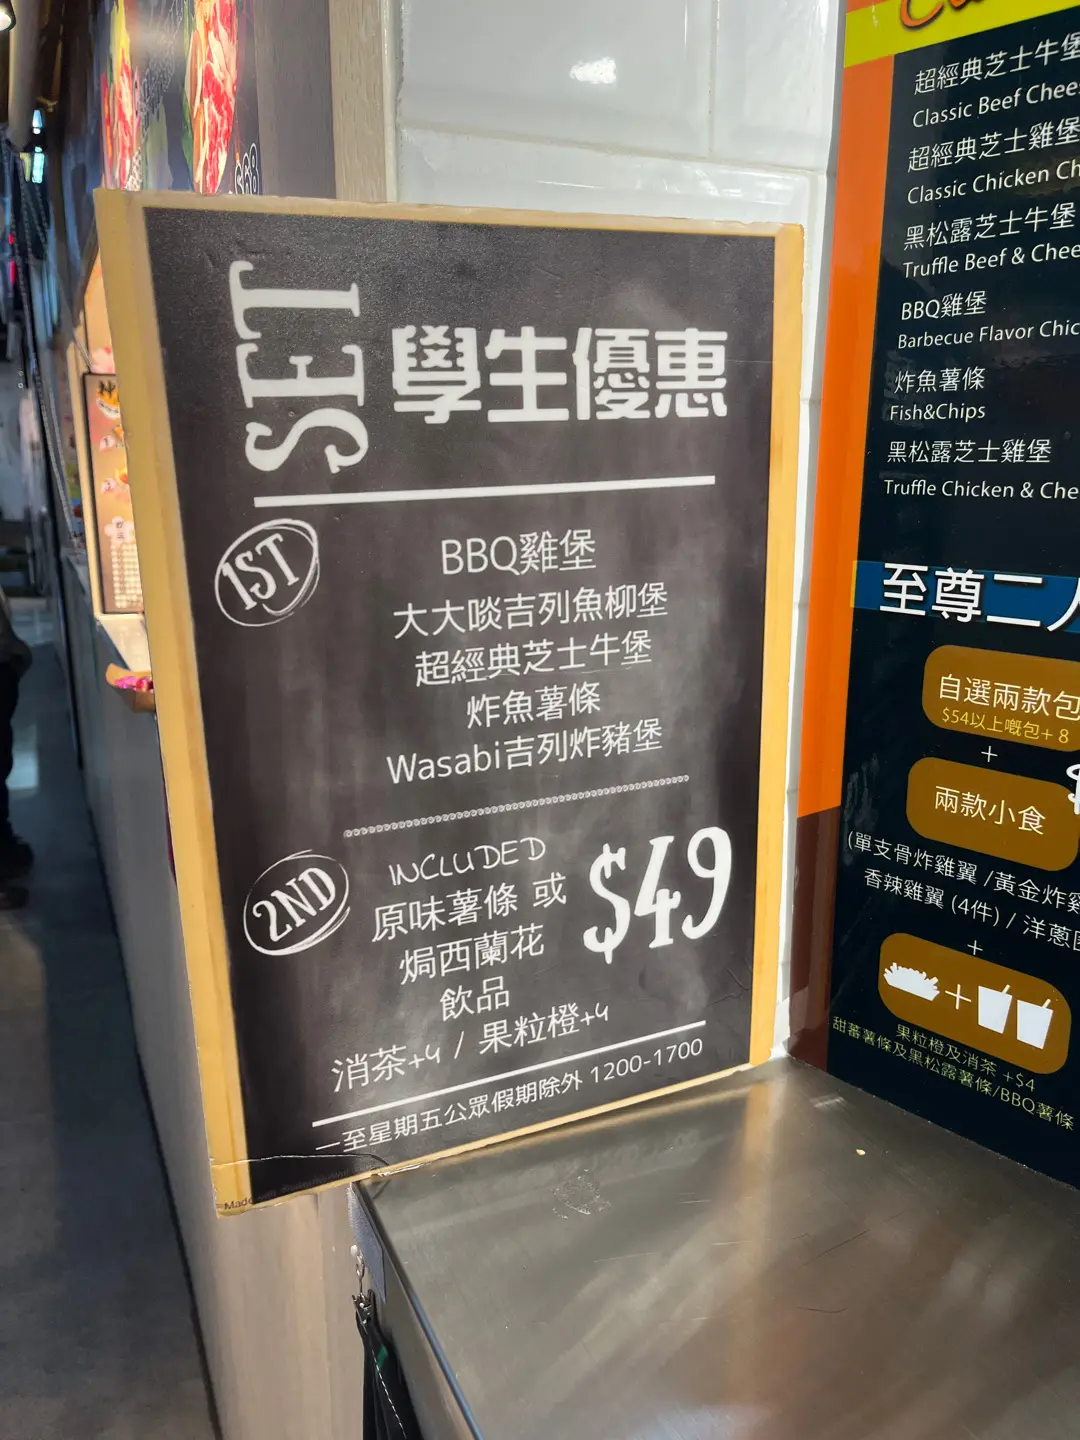 SET
學生優惠
1ST
BBQ雞堡
大大啖吉列魚柳堡
超經典芝士牛堡
炸魚薯條
Wasabi吉列炸豬堡
2ND
INCLUDED
原味薯條 或
焗西蘭花
飲品
$49
消茶+4 / 果粒橙+4
一至星期五公眾假期除外 1200-1700
Made
$68
超經典芝士牛堡
Classic Beef Chee
超經典芝士雞堡
Classic Chicken Ch
黑松露芝士牛堡
Truffle Beef & Chee
BBQ雞堡
Barbecue Flavor Chic
炸魚薯條
Fish&Chips
黑松露芝士雞堡
Truffle Chicken & Che
至尊二人
自選兩款包
$54以上嘅包+8
+
兩款小食
(單支骨炸雞翼 /黃金炸雞
香辣雞翼 (4件) / 洋蔥
+
+
果粒橙及消茶 +$4
甜蕃薯條及黑松露薯條/BBQ薯條